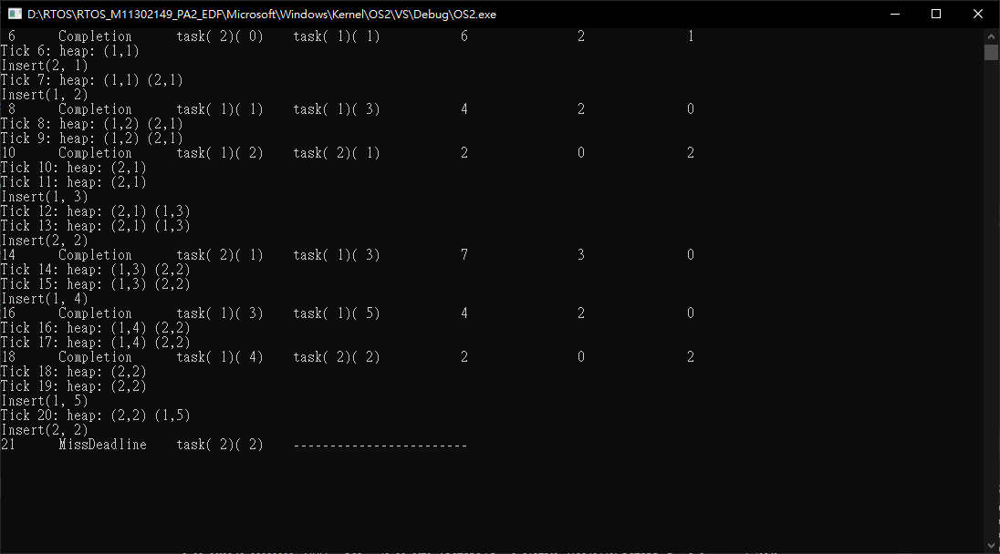 D:\RTOS\RTOS_M11302149_PA2_EDF\Microsoft\Windows\Kernel\OS2\VS\Debug\OS2.exe
6 Completion task( 2)( 0) task( 1)( 1) 6 2 1
Tick 6: heap: (1,1)
Insert(2, 1)
Tick 7: heap: (1,1) (2,1)
Insert(1, 2)
8 Completion task( 1)( 1) task( 1)( 3) 4 2 0
Tick 8: heap: (1,2) (2,1)
Tick 9: heap: (1,2) (2,1)
10 Completion task( 1)( 2) task( 2)( 1) 2 0 2
Tick 10: heap: (2,1)
Tick 11: heap: (2,1)
Insert(1, 3)
Tick 12: heap: (2,1) (1,3)
Tick 13: heap: (2,1) (1,3)
Insert(2, 2)
14 Completion task( 2)( 1) task( 1)( 3) 7 3 0
Tick 14: heap: (1,3) (2,2)
Tick 15: heap: (1,3) (2,2)
Insert(1, 4)
16 Completion task( 1)( 3) task( 1)( 5) 4 2 0
Tick 16: heap: (1,4) (2,2)
Tick 17: heap: (1,4) (2,2)
18 Completion task( 1)( 4) task( 2)( 2) 2 0 2
Tick 18: heap: (2,2)
Tick 19: heap: (2,2)
Insert(1, 5)
Tick 20: heap: (2,2) (1,5)
Insert(2, 2)
21 MissDeadline task( 2)( 2) ------------------------